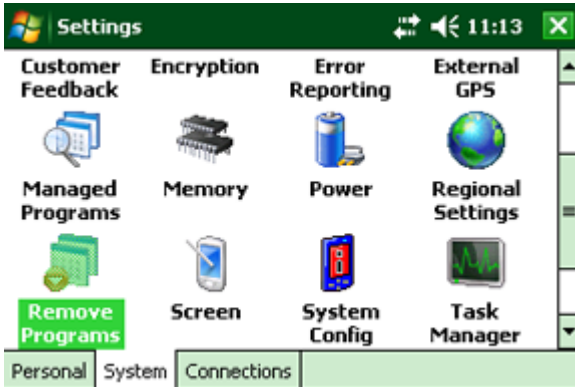 Settings 11:13
Customer Feedback Encryption Error Reporting External GPS
Managed Programs Memory Power Regional Settings
Remove Programs Screen System Config Task Manager
Personal System Connections